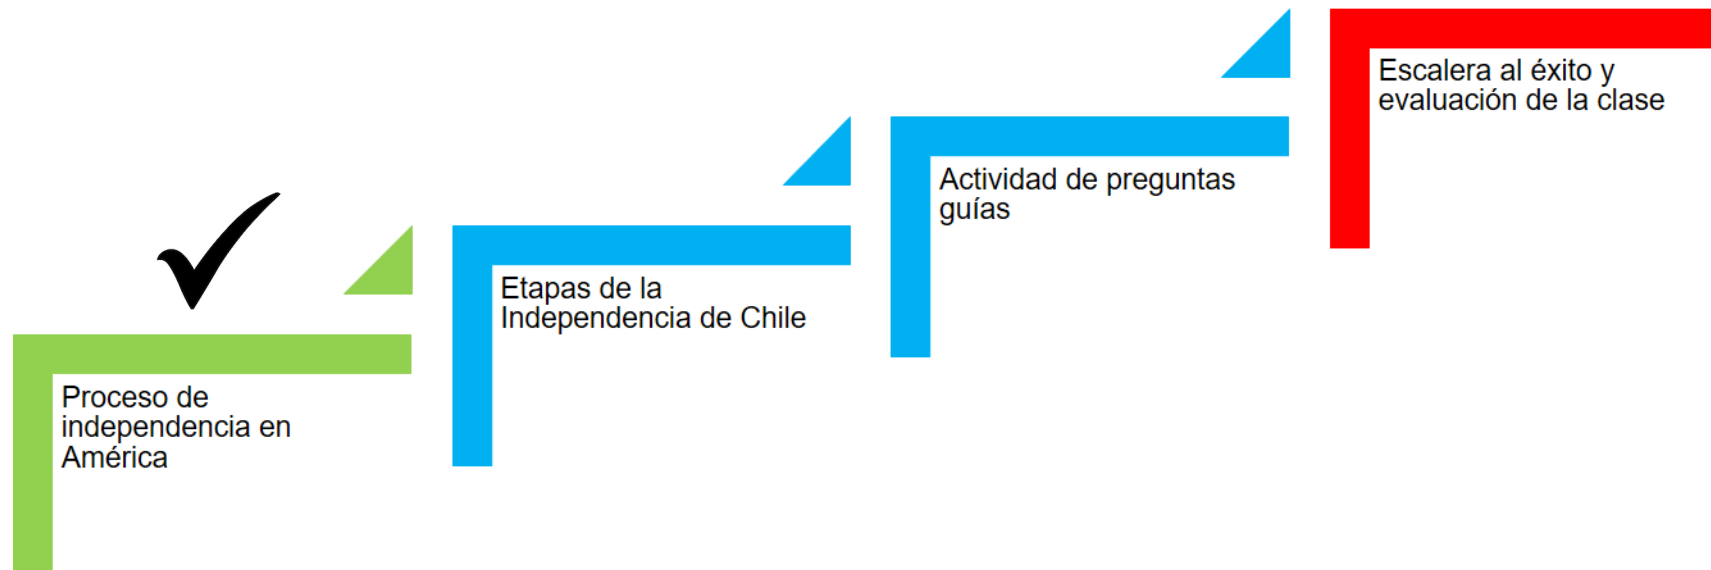 Proceso de
independencia en
América
Etapas de la
Independencia de Chile
Actividad de preguntas
guías
Escalera al éxito y
evaluación de la clase